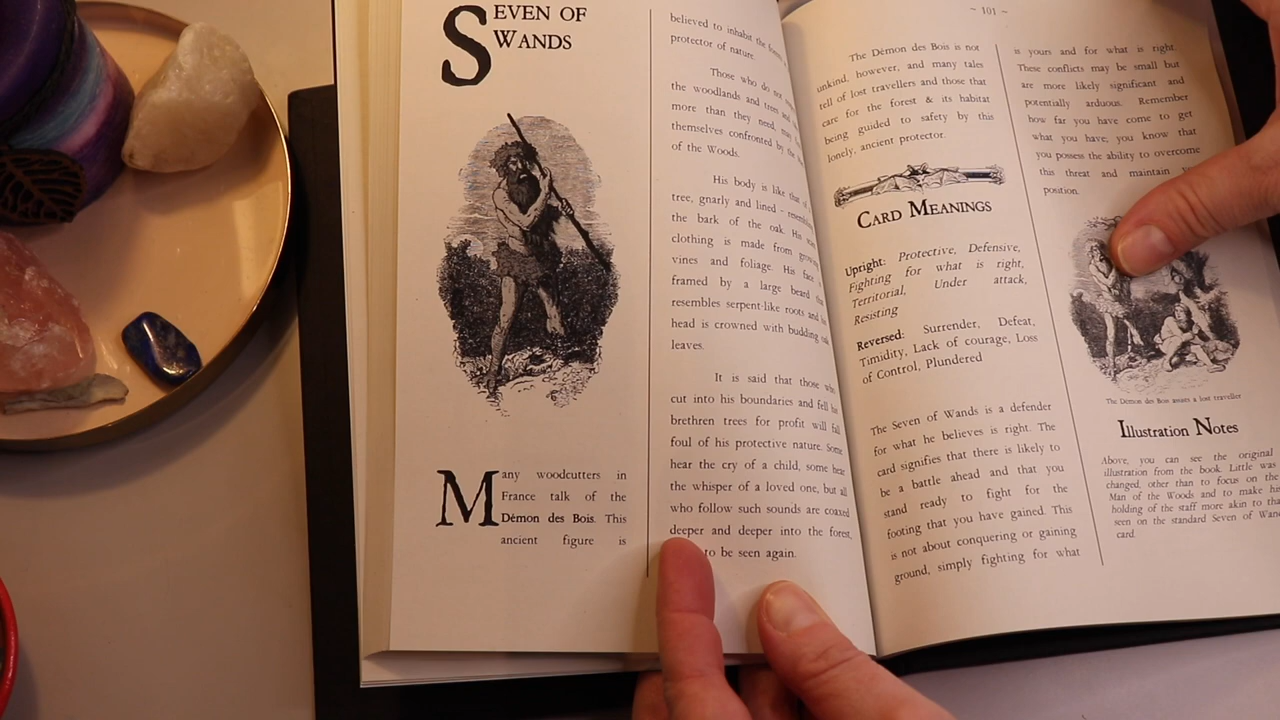 SEVEN OF
WANDS
Many woodcutters in
France talk of the
Dèmon des Bois. This
ancient figure is
believed to inhabit the
protector of nature.
Those who do not
the woodlands and trees, and
more than they need, may
themselves confronted by the
of the Woods.
His body is like that of
tree, gnarly and lined -
the bark of the oak. His
clothing is made from
vines and foliage. His face
framed by a large beard
resembles serpent-like roots and
head is crowned with budding
leaves.
It is said that those who
cut into his boundaries and fell his
brethren trees for profit will fall
foul of his protective nature. Some
hear the cry of a child, some hear
the whisper of a loved one, but all
who follow such sounds are coaxed
deeper and deeper into the forest,
to be seen again.
~ 101 ~
The Dèmon des Bois is not
unkind, however, and many tales
tell of lost travellers and those that
care for the forest & its habitat
being guided to safety by this
lonely, ancient protector.
CARD MEANINGS
Upright: Protective, Defensive,
Fighting for what is right,
Territorial, Under attack,
Resisting
Reversed: Surrender, Defeat,
Timidity, Lack of courage, Loss
of Control, Plundered
The Seven of Wands is a defender
for what he believes is right. The
card signifies that there is likely to
be a battle ahead and that you
stand ready to fight for the
footing that you have gained. This
is not about conquering or gaining
ground, simply fighting for what
is yours and for what is right.
These conflicts may be small but
are more likely significant and
potentially arduous. Remember
how far you have come to get
what you have, you know that
you possess the ability to overcome
this threat and maintain
position.
The Dèmon des Bois assists a lost traveller
ILLUSTRATION NOTES
Above, you can see the original
illustration from the book. Little was
changed, other than to focus on the
Man of the Woods and to make his
holding of the staff more akin to that
seen on the standard Seven of Wands
card.